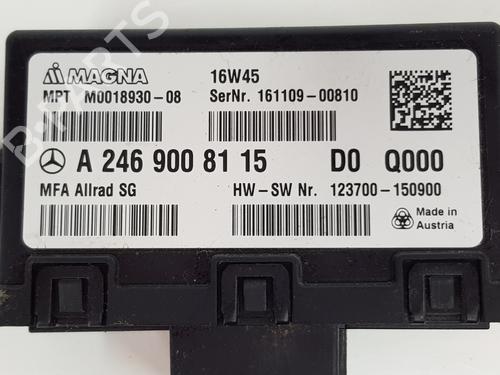 MAGNA 16W45
MPT M0018930-08 SerNr. 161109-00810
A 246 900 81 15 D0 Q000
MFA Allrad SG HW-SW Nr. 123700-150900
Made in
Austria
B-PARTS